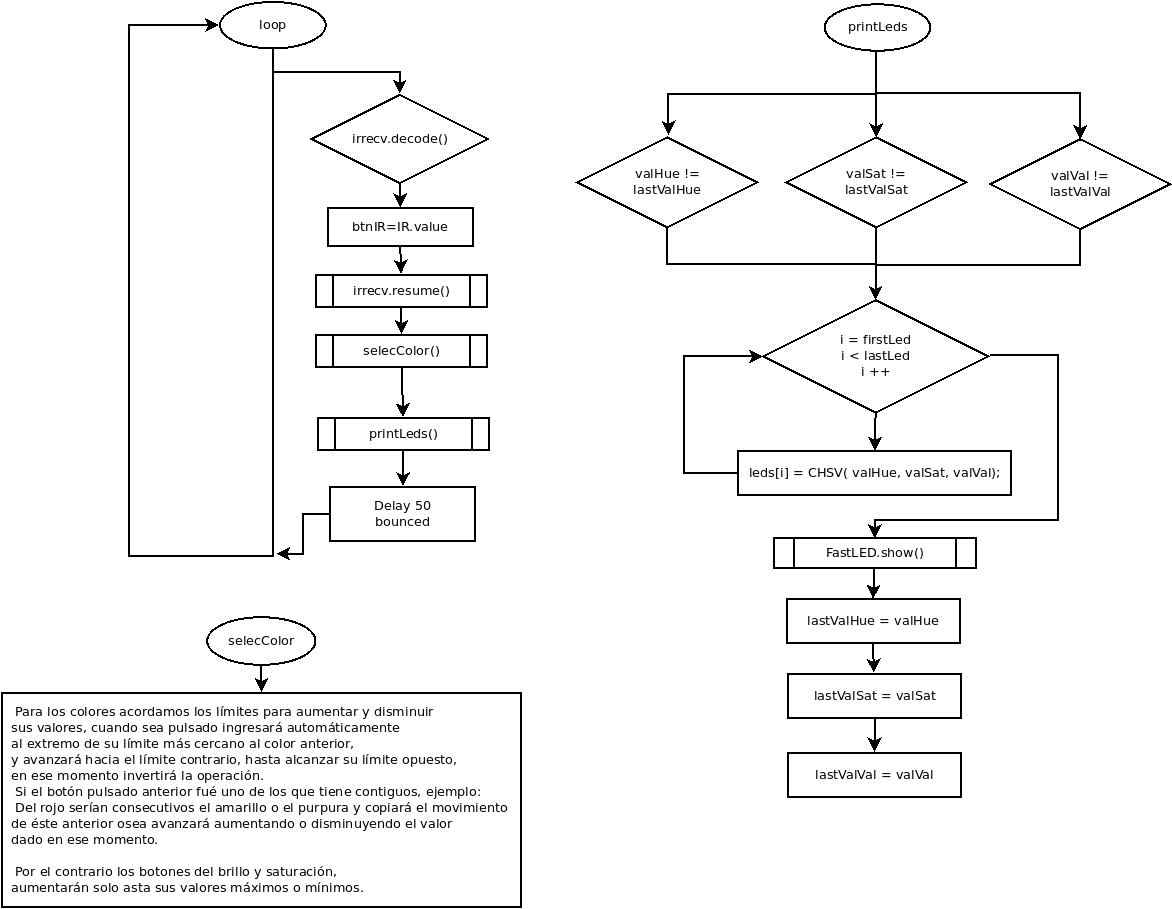 loop
irrecv.decode()
btnIR=IR.value
irrecv.resume()
selecColor()
printLeds()
Delay 50
bounced
selecColor
Para los colores acordamos los límites para aumentar y disminuir
sus valores, cuando sea pulsado ingresará automáticamente
al extremo de su límite más cercano al color anterior,
y avanzará hacia el límite contrario, hasta alcanzar su límite opuesto,
en ese momento invertirá la operación.
Si el botón pulsado anterior fué uno de los que tiene contiguos, ejemplo:
Del rojo serían consecutivos el amarillo o el purpura y copiará el movimiento
de éste anterior osea avanzará aumentando o disminuyendo el valor
dado en ese momento.
Por el contrario los botones del brillo y saturación,
aumentarán solo asta sus valores máximos o mínimos.
printLeds
valHue !=
lastValHue
valSat !=
lastValSat
valVal !=
lastValVal
i = firstLed
i < lastLed
i ++
leds[i] = CHSV( valHue, valSat, valVal);
FastLED.show()
lastValHue = valHue
lastValSat = valSat
lastValVal = valVal